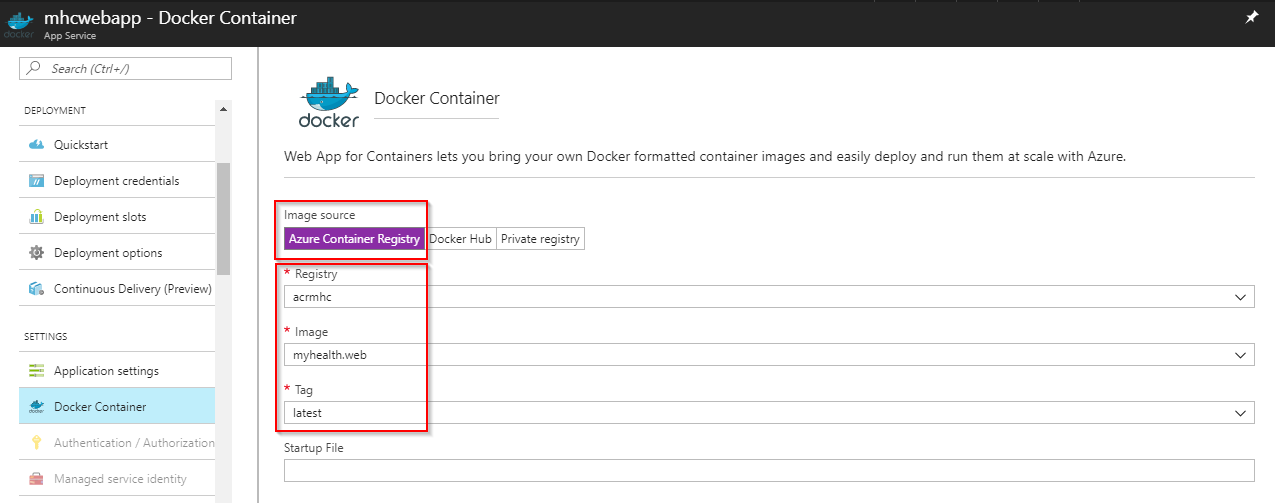 mhcwebapp - Docker Container
docker
App Service
Search (Ctrl+/)
DEPLOYMENT
Quickstart
Deployment credentials
Deployment slots
Deployment options
Continuous Delivery (Preview)
SETTINGS
Application settings
Docker Container
Authentication / Authorization
Managed service identity
docker
Docker Container
Web App for Containers lets you bring your own Docker formatted container images and easily deploy and run them at scale with Azure.
Image source
Azure Container Registry Docker Hub Private registry
* Registry
acrmhc
* Image
myhealth.web
* Tag
latest
Startup File